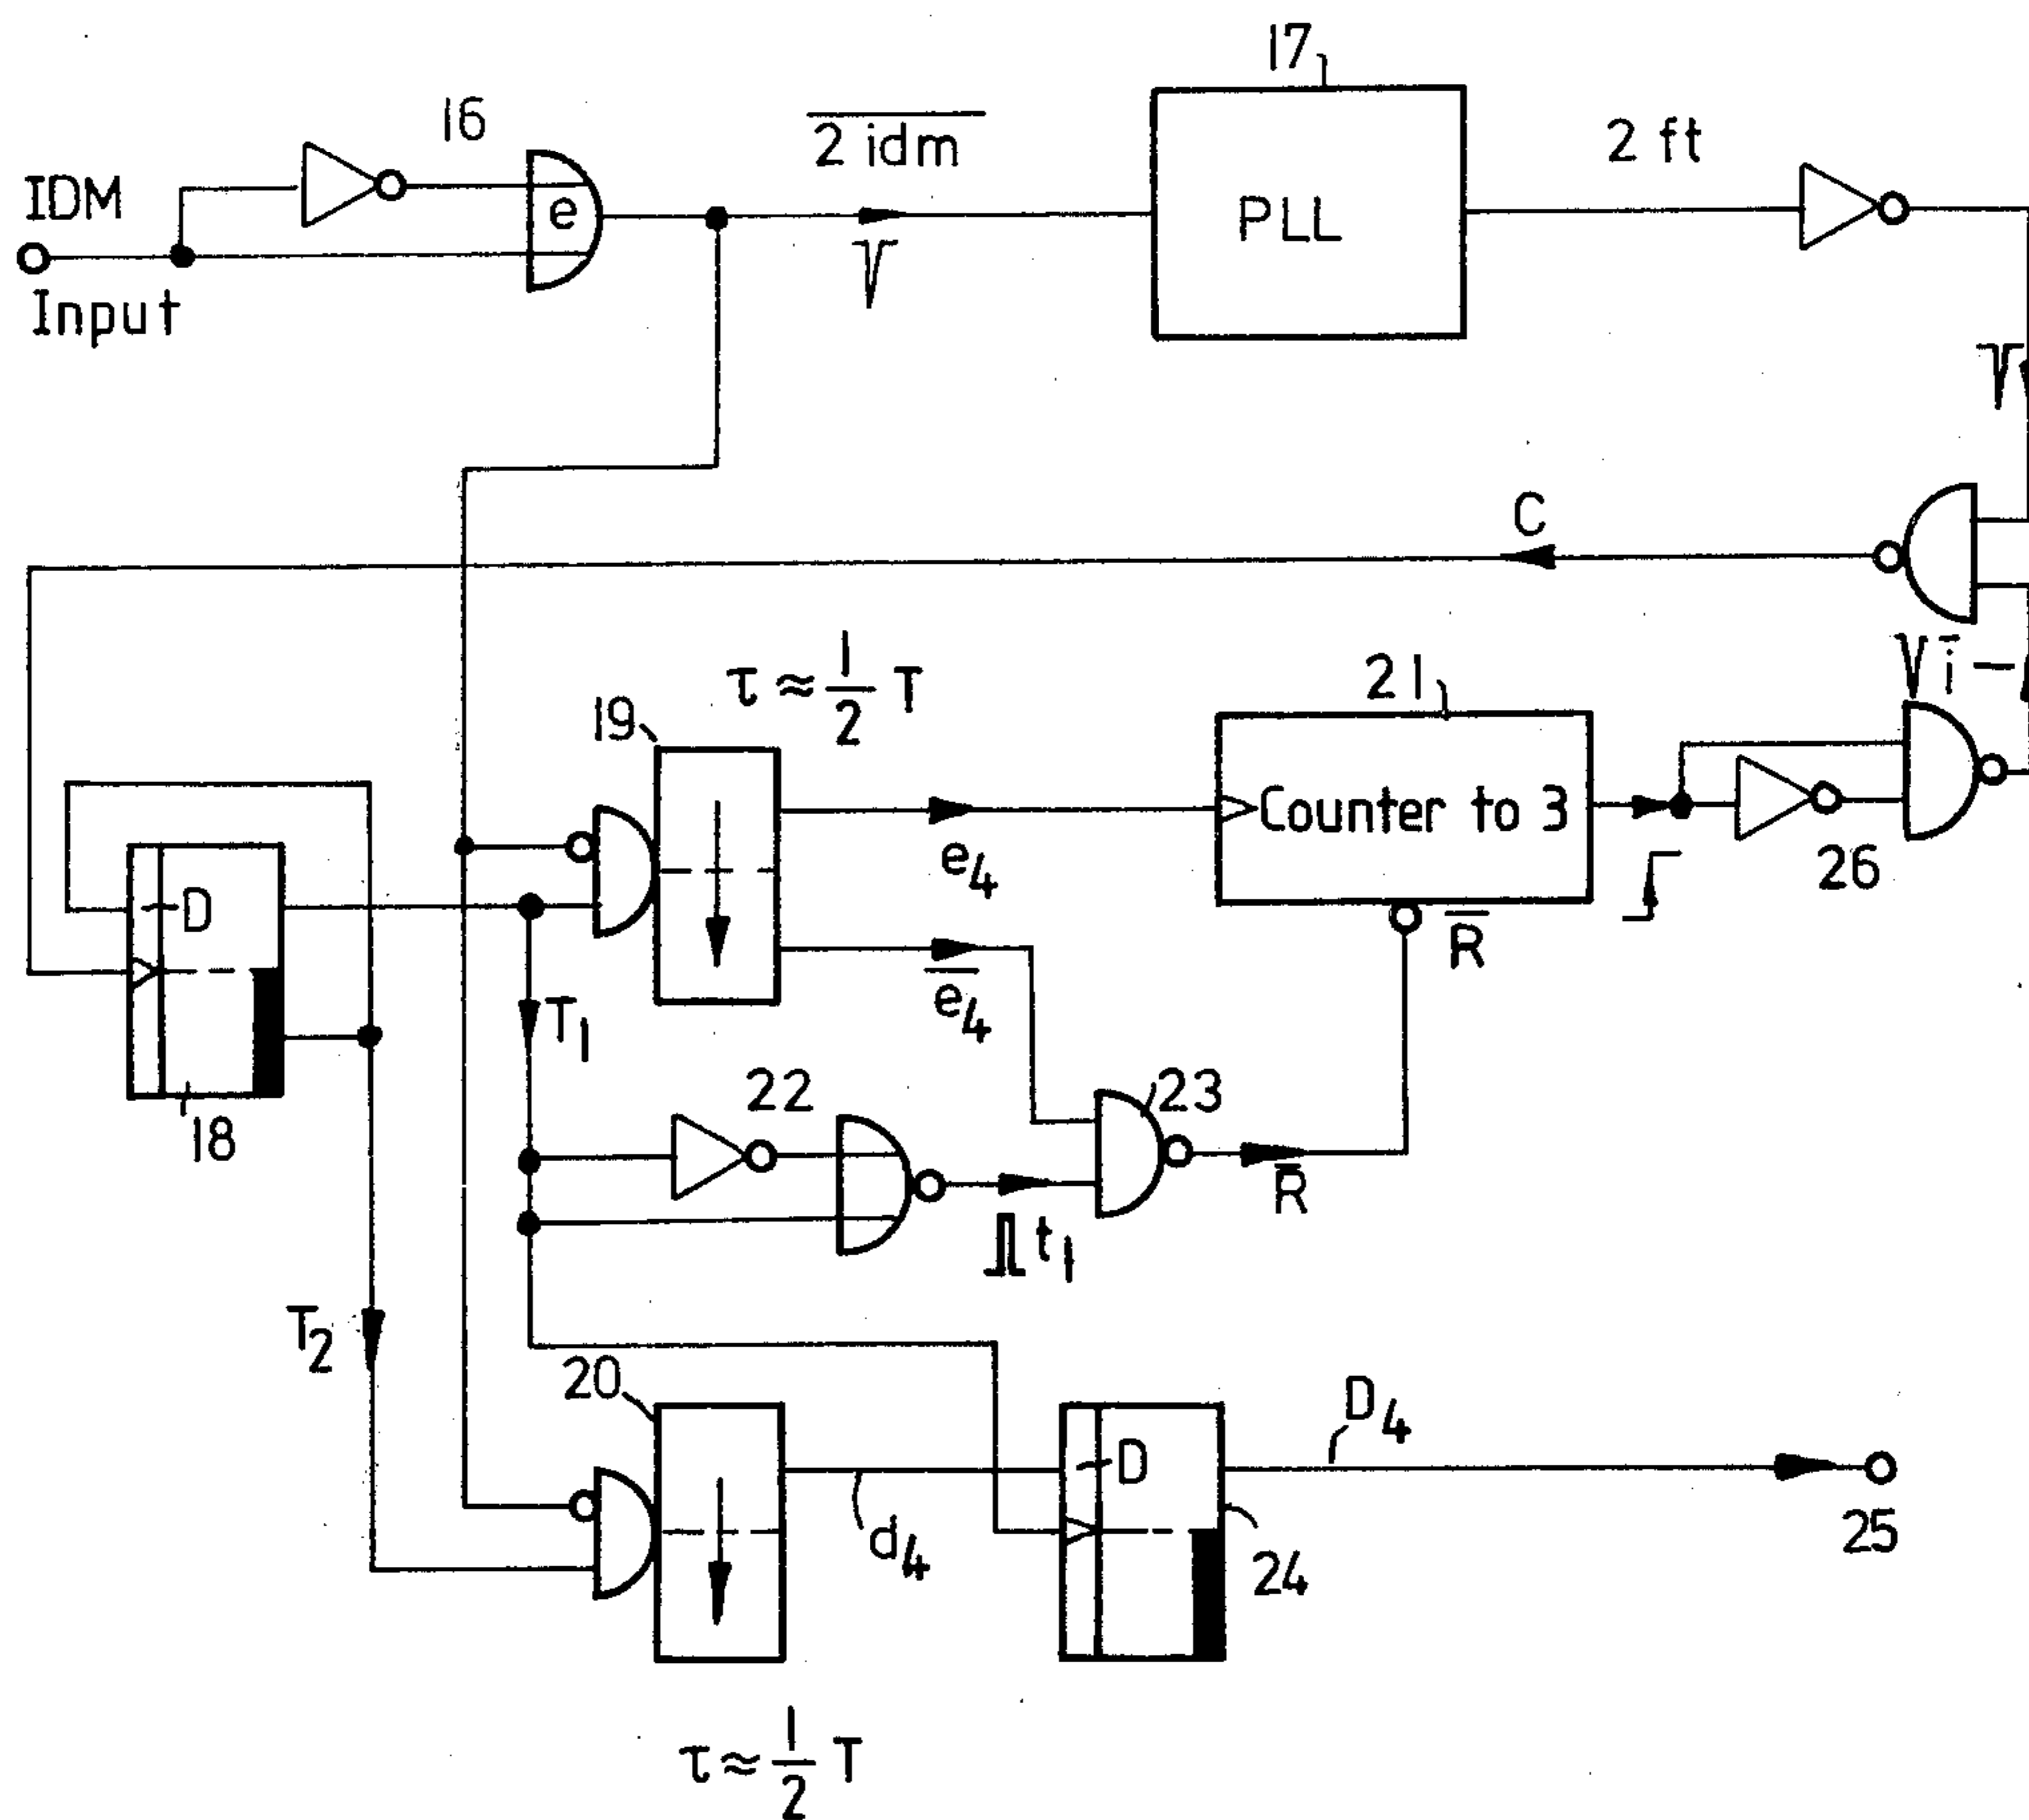 17
16
IDM
Input
e
2 idm
PLL
2 ft
C
τ ≈ 1/2 T
19
21
i
Counter to 3
e4
e4
26
R
D
18
T1
22
23
R
t1
T2
20
D4
D
d4
24
25
τ ≈ 1/2 T